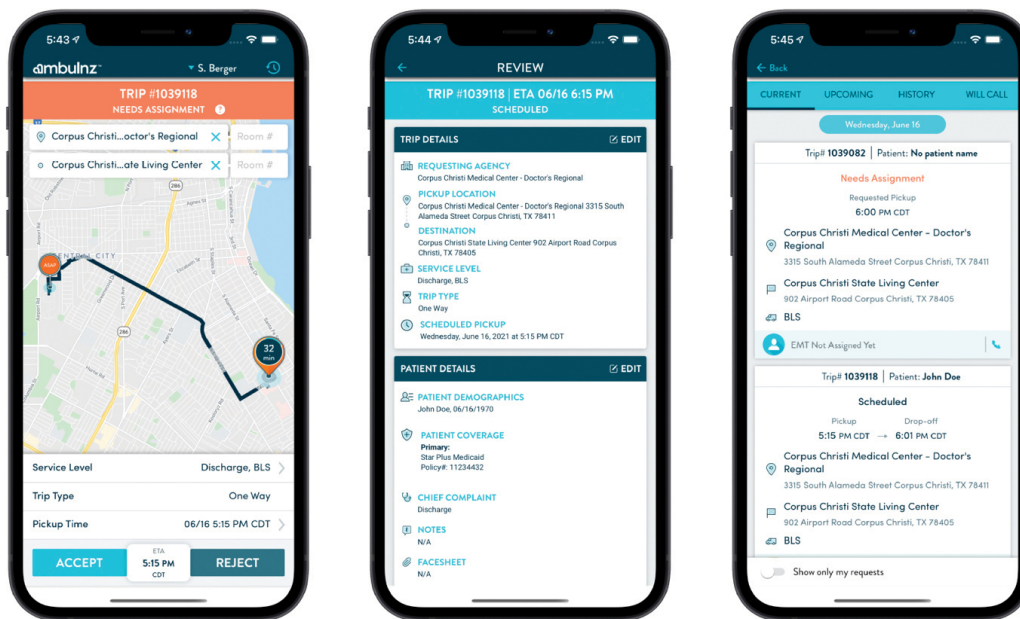 5:43
ambulnz™
S. Berger
TRIP #1039118
NEEDS ASSIGNMENT ?
Corpus Christi...octor's Regional
Room #
Corpus Christi...ate Living Center
Room #
286
Agnes St
CENTRAL CITY
ASAP
Elizabeth St
Airport Rd
286
32
min
Service Level
Discharge, BLS
Trip Type
One Way
Pickup Time
06/16 5:15 PM CDT
ACCEPT
ETA
5:15 PM
CDT
REJECT
5:44
REVIEW
TRIP #1039118 | ETA 06/16 6:15 PM
SCHEDULED
TRIP DETAILS
EDIT
REQUESTING AGENCY
Corpus Christi Medical Center - Doctor's Regional
PICKUP LOCATION
Corpus Christi Medical Center - Doctor's Regional 3315 South
Alameda Street Corpus Christi, TX 78411
DESTINATION
Corpus Christi State Living Center 902 Airport Road Corpus
Christi, TX 78405
SERVICE LEVEL
Discharge, BLS
TRIP TYPE
One Way
SCHEDULED PICKUP
Wednesday, June 16, 2021 at 5:15 PM CDT
PATIENT DETAILS
EDIT
PATIENT DEMOGRAPHICS
John Doe, 06/16/1970
PATIENT COVERAGE
Primary:
Star Plus Medicaid
Policy#: 11234432
CHIEF COMPLAINT
Discharge
NOTES
N/A
FACESHEET
N/A
5:45
Back
CURRENT
UPCOMING
HISTORY
WILL CALL
Wednesday, June 16
Trip# 1039082 | Patient: No patient name
Needs Assignment
Requested Pickup
6:00 PM CDT
Corpus Christi Medical Center - Doctor's
Regional
3315 South Alameda Street Corpus Christi, TX 78411
Corpus Christi State Living Center
902 Airport Road Corpus Christi, TX 78405
BLS
EMT Not Assigned Yet
Trip# 1039118 | Patient: John Doe
Scheduled
Pickup
Drop-off
5:15 PM CDT → 6:01 PM CDT
Corpus Christi Medical Center - Doctor's
Regional
3315 South Alameda Street Corpus Christi, TX 78411
Corpus Christi State Living Center
902 Airport Road Corpus Christi, TX 78405
BLS
Show only my requests